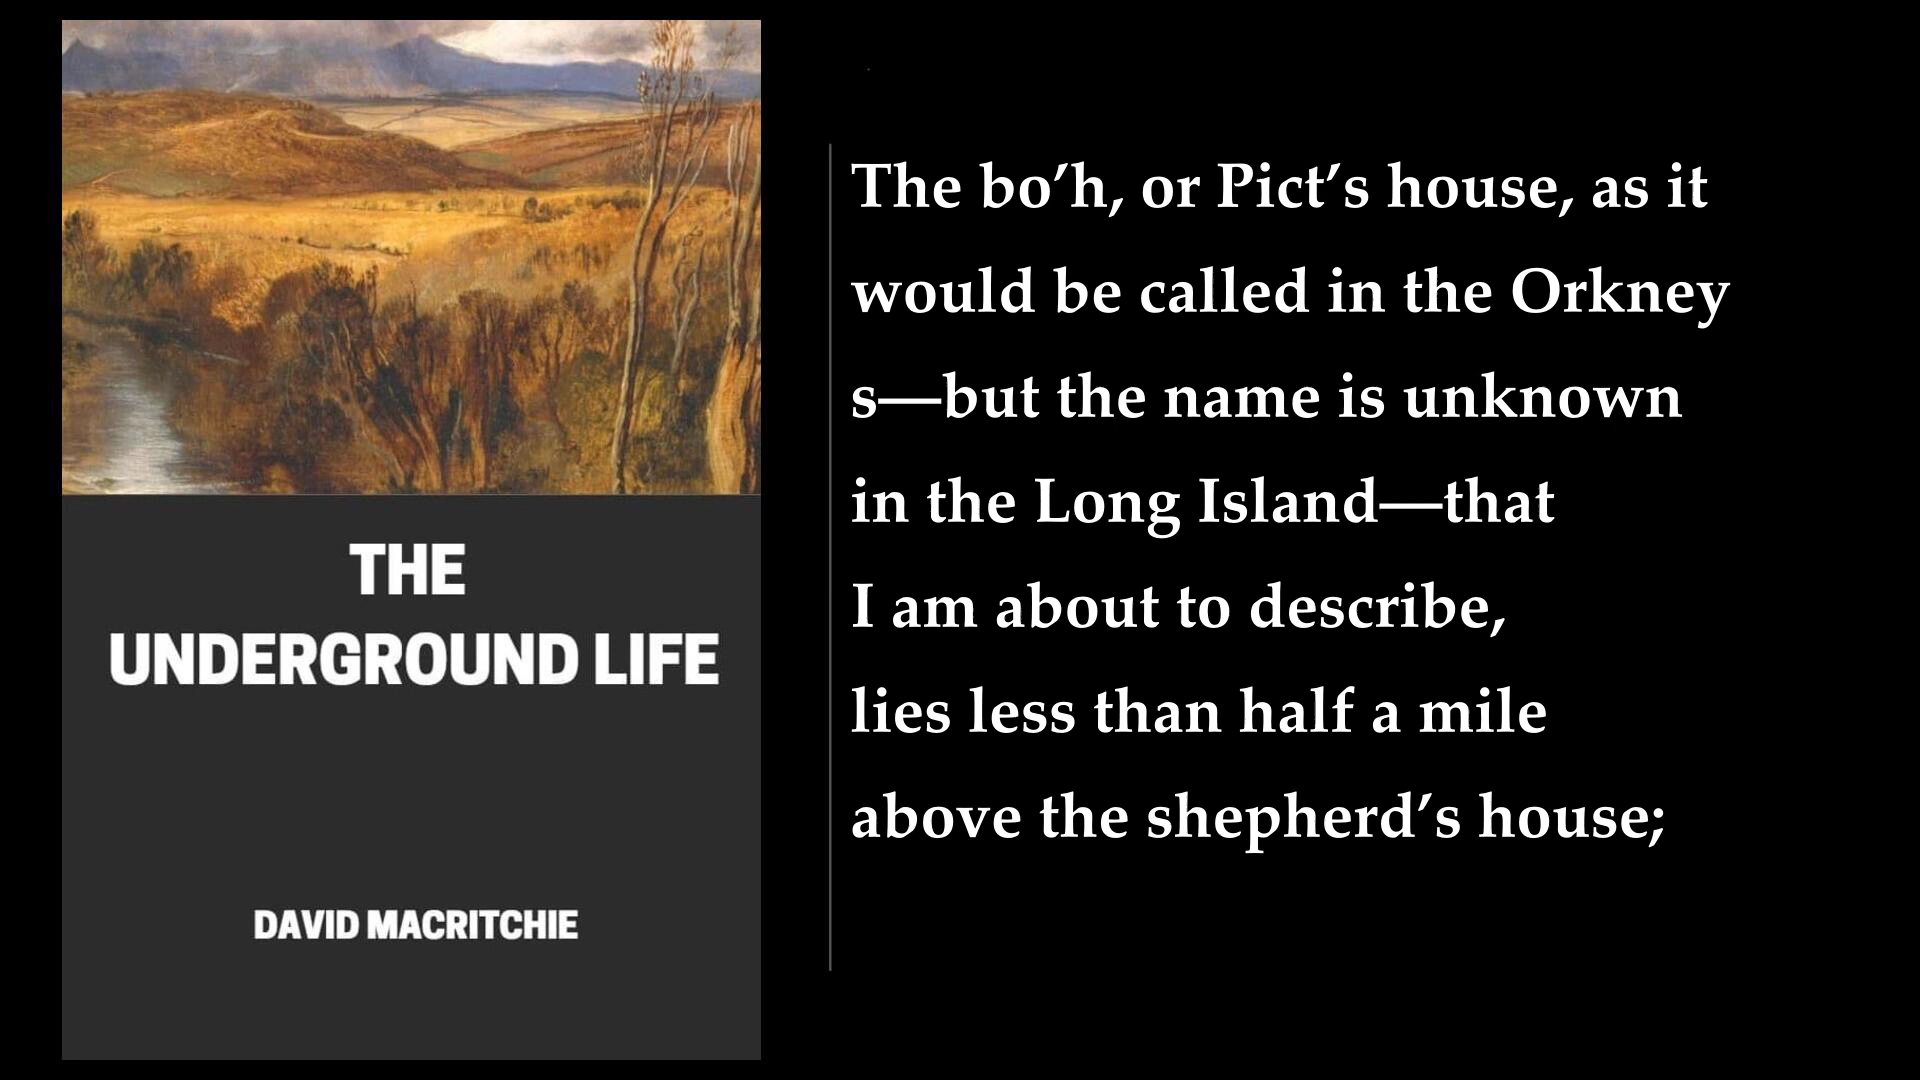 THE
UNDERGROUND LIFE
DAVID MACRITCHIE
The bo’h, or Pict’s house, as it
would be called in the Orkney
s—but the name is unknown
in the Long Island—that
I am about to describe,
lies less than half a mile
above the shepherd’s house;